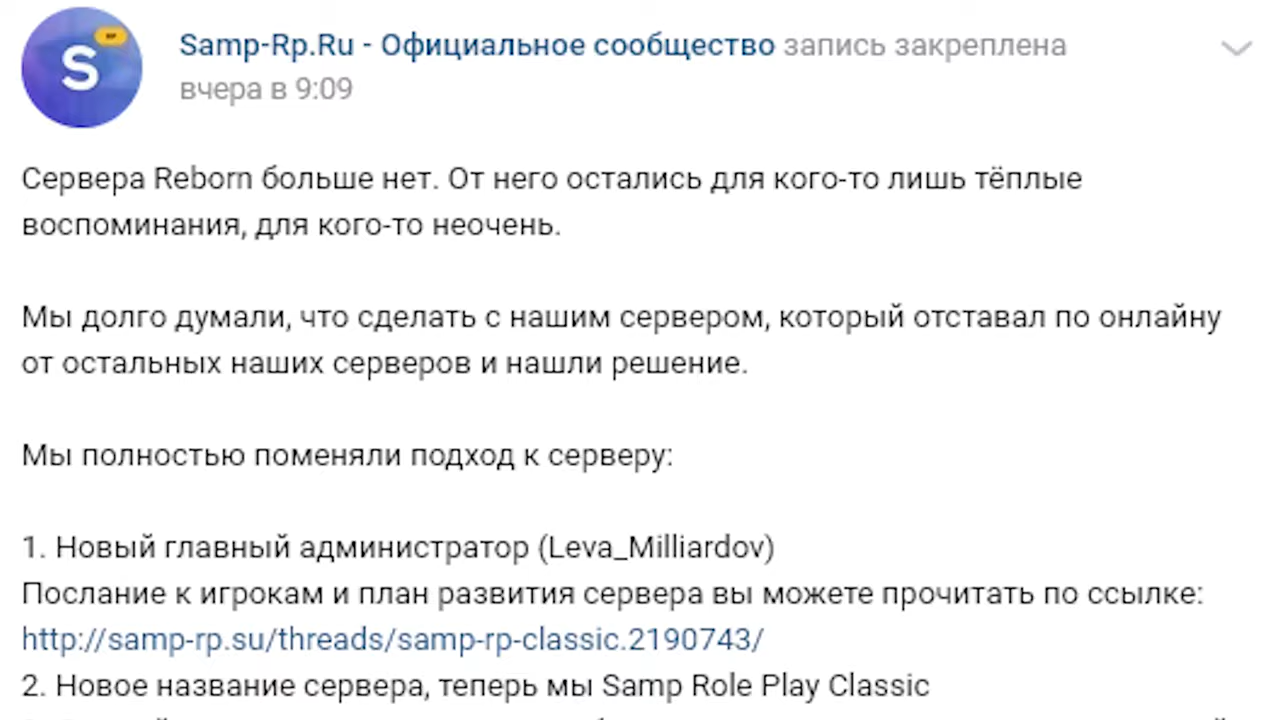 Samp-Rp.Ru - Официальное сообщество запись закреплена
вчера в 9:09
Сервера Reborn больше нет. От него остались для кого-то лишь тёплые
воспоминания, для кого-то неочень.
Мы долго думали, что сделать с нашим сервером, который отставал по онлайну
от остальных наших серверов и нашли решение.
Мы полностью поменяли подход к серверу:
1. Новый главный администратор (Leva_Milliardov)
Послание к игрокам и план развития сервера вы можете прочитать по ссылке:
http://samp-rp.su/threads/samp-rp-classic.2190743/
2. Новое название сервера, теперь мы Samp Role Play Classic